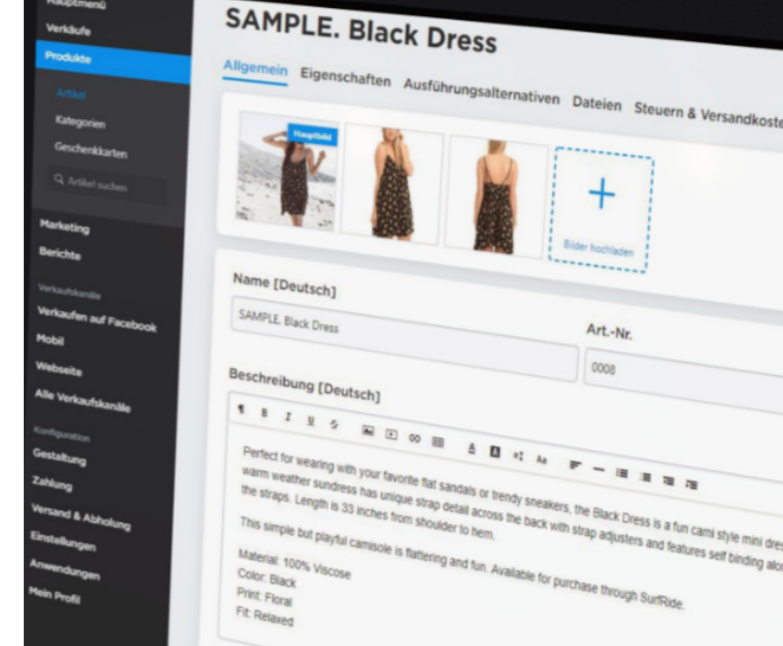 Hauptmenü
Verkäufe
Produkte
Artikel
Kategorien
Geschenkkarten
Artikel suchen
Marketing
Berichte
Verkaufskanäle
Verkaufen auf Facebook
Mobil
Webseite
Alle Verkaufskanäle
Konfiguration
Gestaltung
Zahlung
Versand & Abholung
Einstellungen
Anwendungen
Mein Profil
SAMPLE. Black Dress
Allgemein Eigenschaften Ausführungsalternativen Dateien Steuern & Versandkoste
Hauptbild
Bilder hochladen
Name [Deutsch]
SAMPLE. Black Dress
Art.-Nr.
0008
Beschreibung [Deutsch]
Perfect for wearing with your favorite flat sandals or trendy sneakers, the Black Dress is a fun cami style mini dres
warm weather sundress has unique strap detail across the back with strap adjusters and features self binding alon
the straps. Length is 33 inches from shoulder to hem.
This simple but playful camisole is flattering and fun. Available for purchase through SurfRide.
Material: 100% Viscose
Color: Black
Print: Floral
Fit: Relaxed